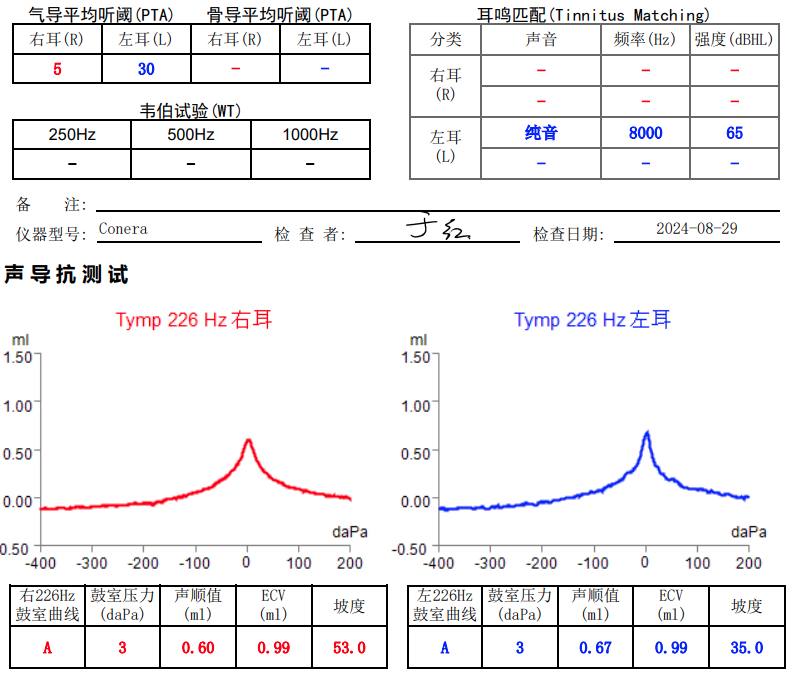 气导平均听阈(PTA) 骨导平均听阈(PTA)
右耳(R) 左耳(L) 右耳(R) 左耳(L)
5 30 – –
韦伯试验(WT)
250Hz 500Hz 1000Hz
– – –
耳鸣匹配(Tinnitus Matching)
分类 声音 频率(Hz) 强度(dBHL)
右耳(R) – – –
– – –
左耳(L) 纯音 8000 65
– – –
备 注:
仪器型号: Conera 检 查 者: 于红 检查日期: 2024-08-29
声导抗测试
Tymp 226 Hz 右耳
ml
1.50
1.00
0.50
0.00
0.50
daPa
-400 -300 -200 -100 0 100 200
右226Hz鼓室曲线 鼓室压力(daPa) 声顺值(ml) ECV(ml) 坡度
A 3 0.60 0.99 53.0
Tymp 226 Hz 左耳
ml
1.50
1.00
0.50
0.00
-0.50
daPa
-400 -300 -200 -100 0 100 200
左226Hz鼓室曲线 鼓室压力(daPa) 声顺值(ml) ECV(ml) 坡度
A 3 0.67 0.99 35.0